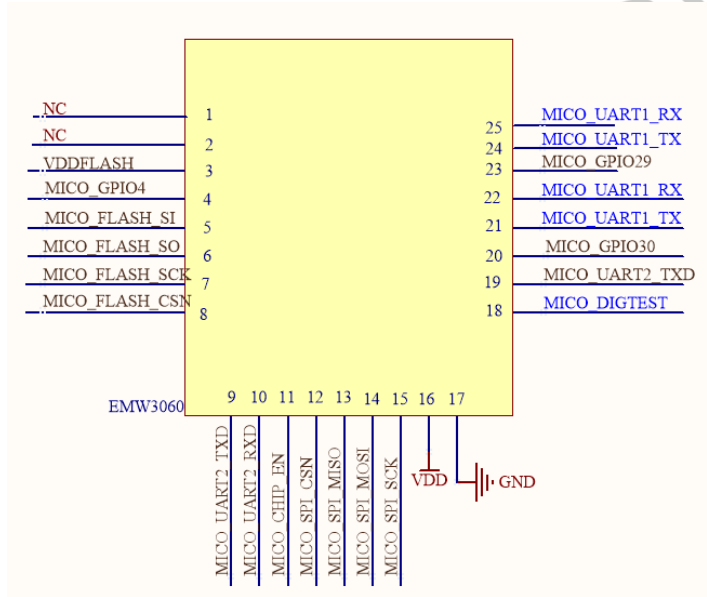 NC 1
NC 2
VDDFLASH 3
MICO_GPIO4 4
MICO_FLASH_SI 5
MICO_FLASH_SO 6
MICO_FLASH_SCK 7
MICO_FLASH_CSN 8
25 MICO_UART1_RX
24 MICO_UART1_TX
23 MICO_GPIO29
22 MICO_UART1_RX
21 MICO_UART1_TX
20 MICO_GPIO30
19 MICO_UART2_TXD
18 MICO_DIGTEST
EMW3060
9 10 11 12 13 14 15 16 17
MICO_UART2_TXD
MICO_UART2_RXD
MICO_CHIP_EN
MICO_SPI_CSN
MICO_SPI_MISO
MICO_SPI_MOSI
MICO_SPI_SCK
VDD
GND